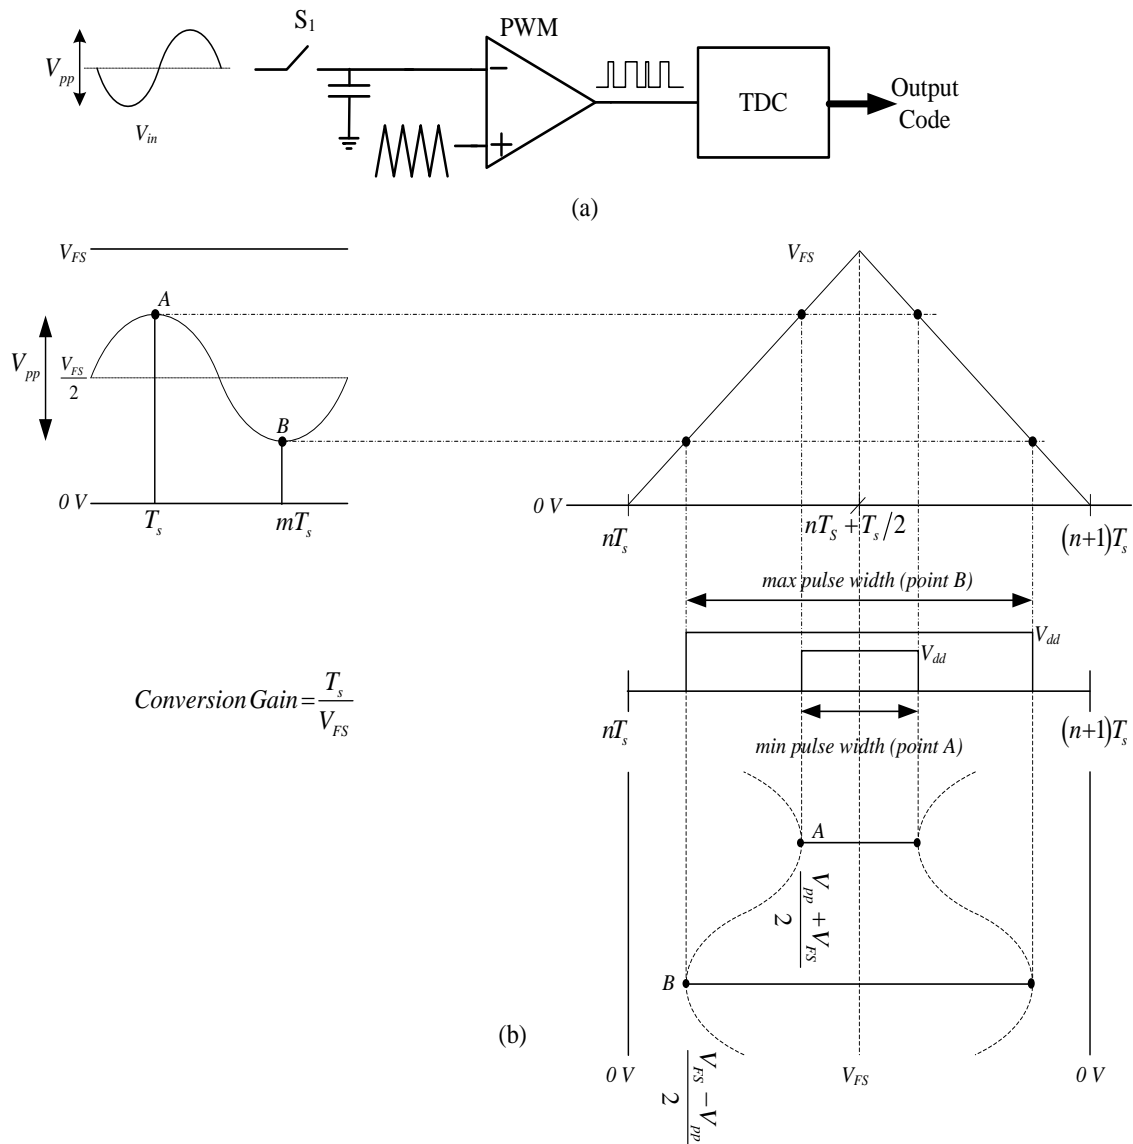 S1
PWM
Vpp
Vin
TDC
Output
Code
(a)
VFS
A
Vpp
VFS/2
B
0 V
Ts
mTs
VFS
0 V
nTs
nTS + Ts/2
(n+1)Ts
max pulse width (point B)
Vdd
Vdd
Conversion Gain = Ts/VFS
nTs
(n+1)Ts
min pulse width (point A)
A
(Vpp + VFS)/2
B
(b)
(VFS − Vpp)/2
0 V
VFS
0 V